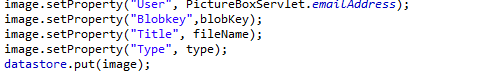 image.setProperty("User", PictureBoxServlet.emailAddress);
image.setProperty("Blobkey",blobKey);
image.setProperty("Title", fileName);
image.setProperty("Type", type);
datastore.put(image);